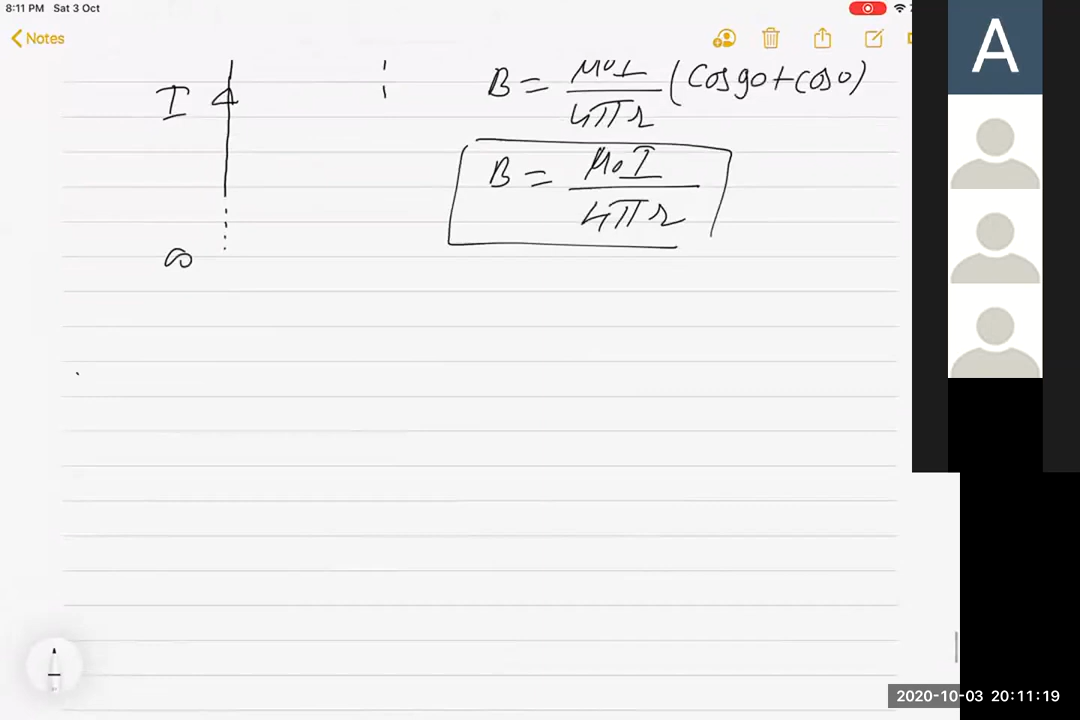 8:11 PM Sat 3 Oct
Notes
I
B = μ0I / 4πr (Cos90+cos0)
B = μ0I / 4πr
∞
A
2020-10-03 20:11:19